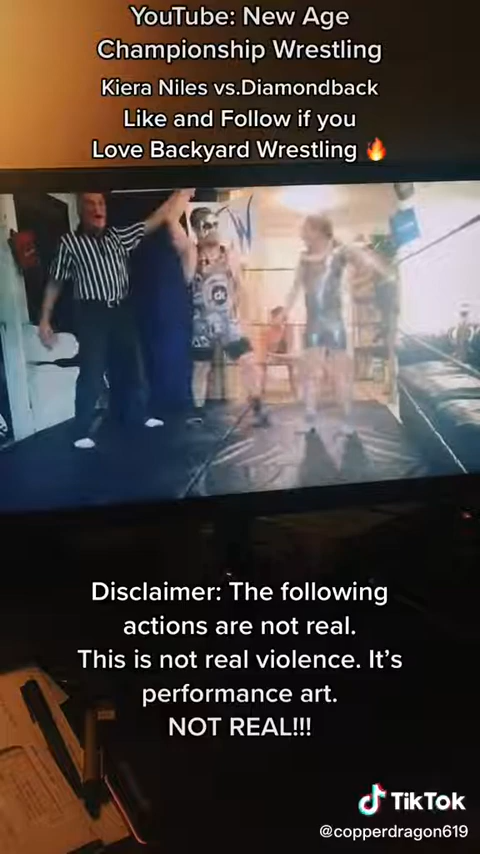 YouTube: New Age
Championship Wrestling
Kiera Niles vs.Diamondback
Like and Follow if you
Love Backyard Wrestling 🔥
W
Disclaimer: The following
actions are not real.
This is not real violence. It’s
performance art.
NOT REAL!!!
TikTok
@copperdragon619